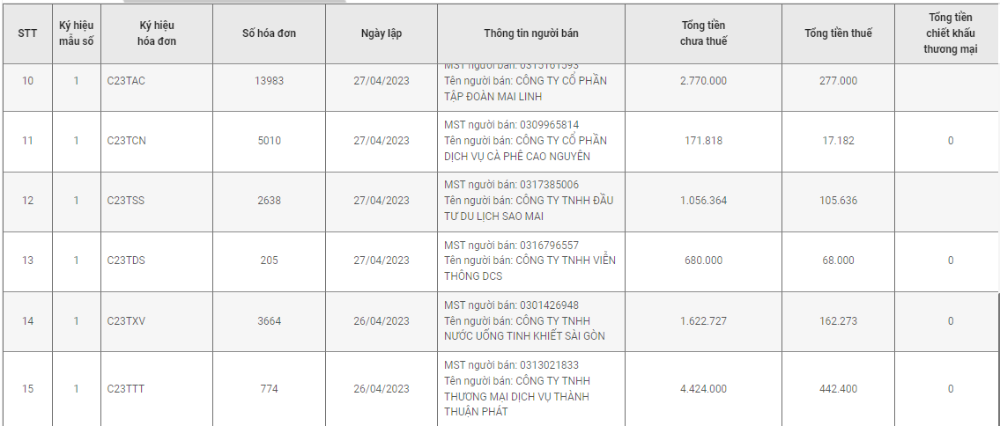 STT
Ký hiệu
mẫu số
Ký hiệu
hóa đơn
Số hóa đơn
Ngày lập
Thông tin người bán
Tổng tiền
chưa thuế
Tổng tiền thuế
Tổng tiền
chiết khấu
thương mại
10
1
C23TAC
13983
27/04/2023
MST người bán: 0315161593
Tên người bán: CÔNG TY CỔ PHẦN
TẬP ĐOÀN MAI LINH
2.770.000
277.000
11
1
C23TCN
5010
27/04/2023
MST người bán: 0309965814
Tên người bán: CÔNG TY CỔ PHẦN
DỊCH VỤ CÀ PHÊ CAO NGUYÊN
171.818
17.182
0
12
1
C23TSS
2638
27/04/2023
MST người bán: 0317385006
Tên người bán: CÔNG TY TNHH ĐẦU
TƯ DU LỊCH SAO MAI
1.056.364
105.636
13
1
C23TDS
205
27/04/2023
MST người bán: 0316796557
Tên người bán: CÔNG TY TNHH VIỄN
THÔNG DCS
680.000
68.000
0
14
1
C23TXV
3664
26/04/2023
MST người bán: 0301426948
Tên người bán: CÔNG TY TNHH
NƯỚC UỐNG TINH KHIẾT SÀI GÒN
1.622.727
162.273
0
15
1
C23TTT
774
26/04/2023
MST người bán: 0313021833
Tên người bán: CÔNG TY TNHH
THƯƠNG MẠI DỊCH VỤ THÀNH
THUẬN PHÁT
4.424.000
442.400
0